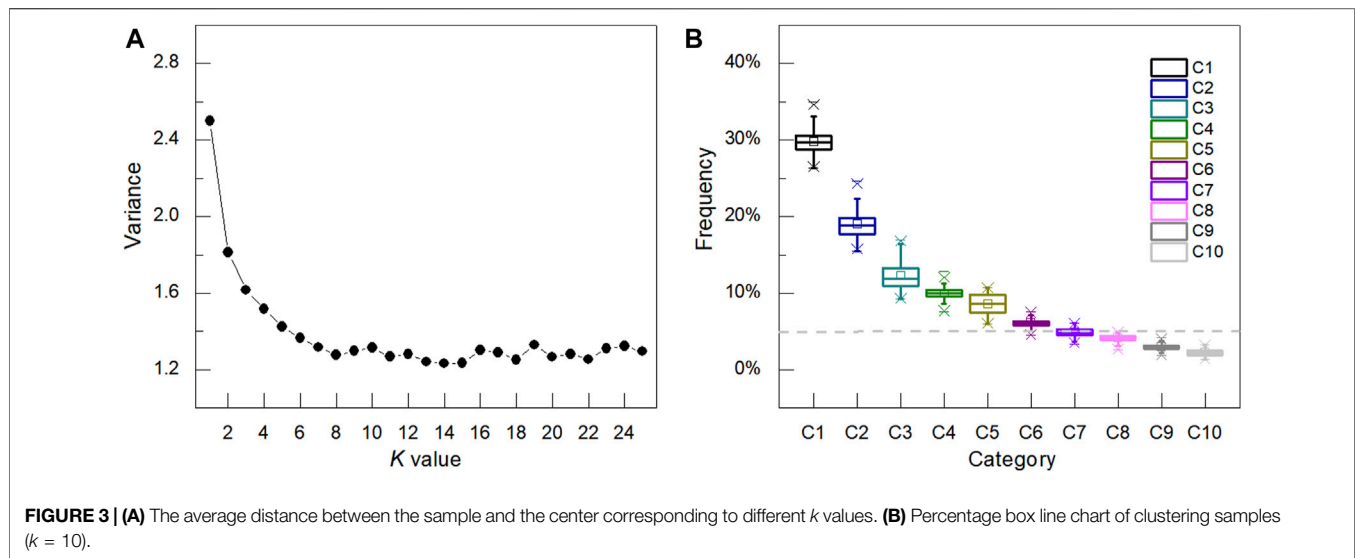 A
2.8
2.4
2.0
1.6
1.2
Variance
2 4 6 8 10 12 14 16 18 20 22 24
K value
B
40%
30%
20%
10%
0%
Frequency
C1
C2
C3
C4
C5
C6
C7
C8
C9
C10
C1 C2 C3 C4 C5 C6 C7 C8 C9 C10
Category
FIGURE 3 | (A) The average distance between the sample and the center corresponding to different k values. (B) Percentage box line chart of clustering samples
(k = 10).